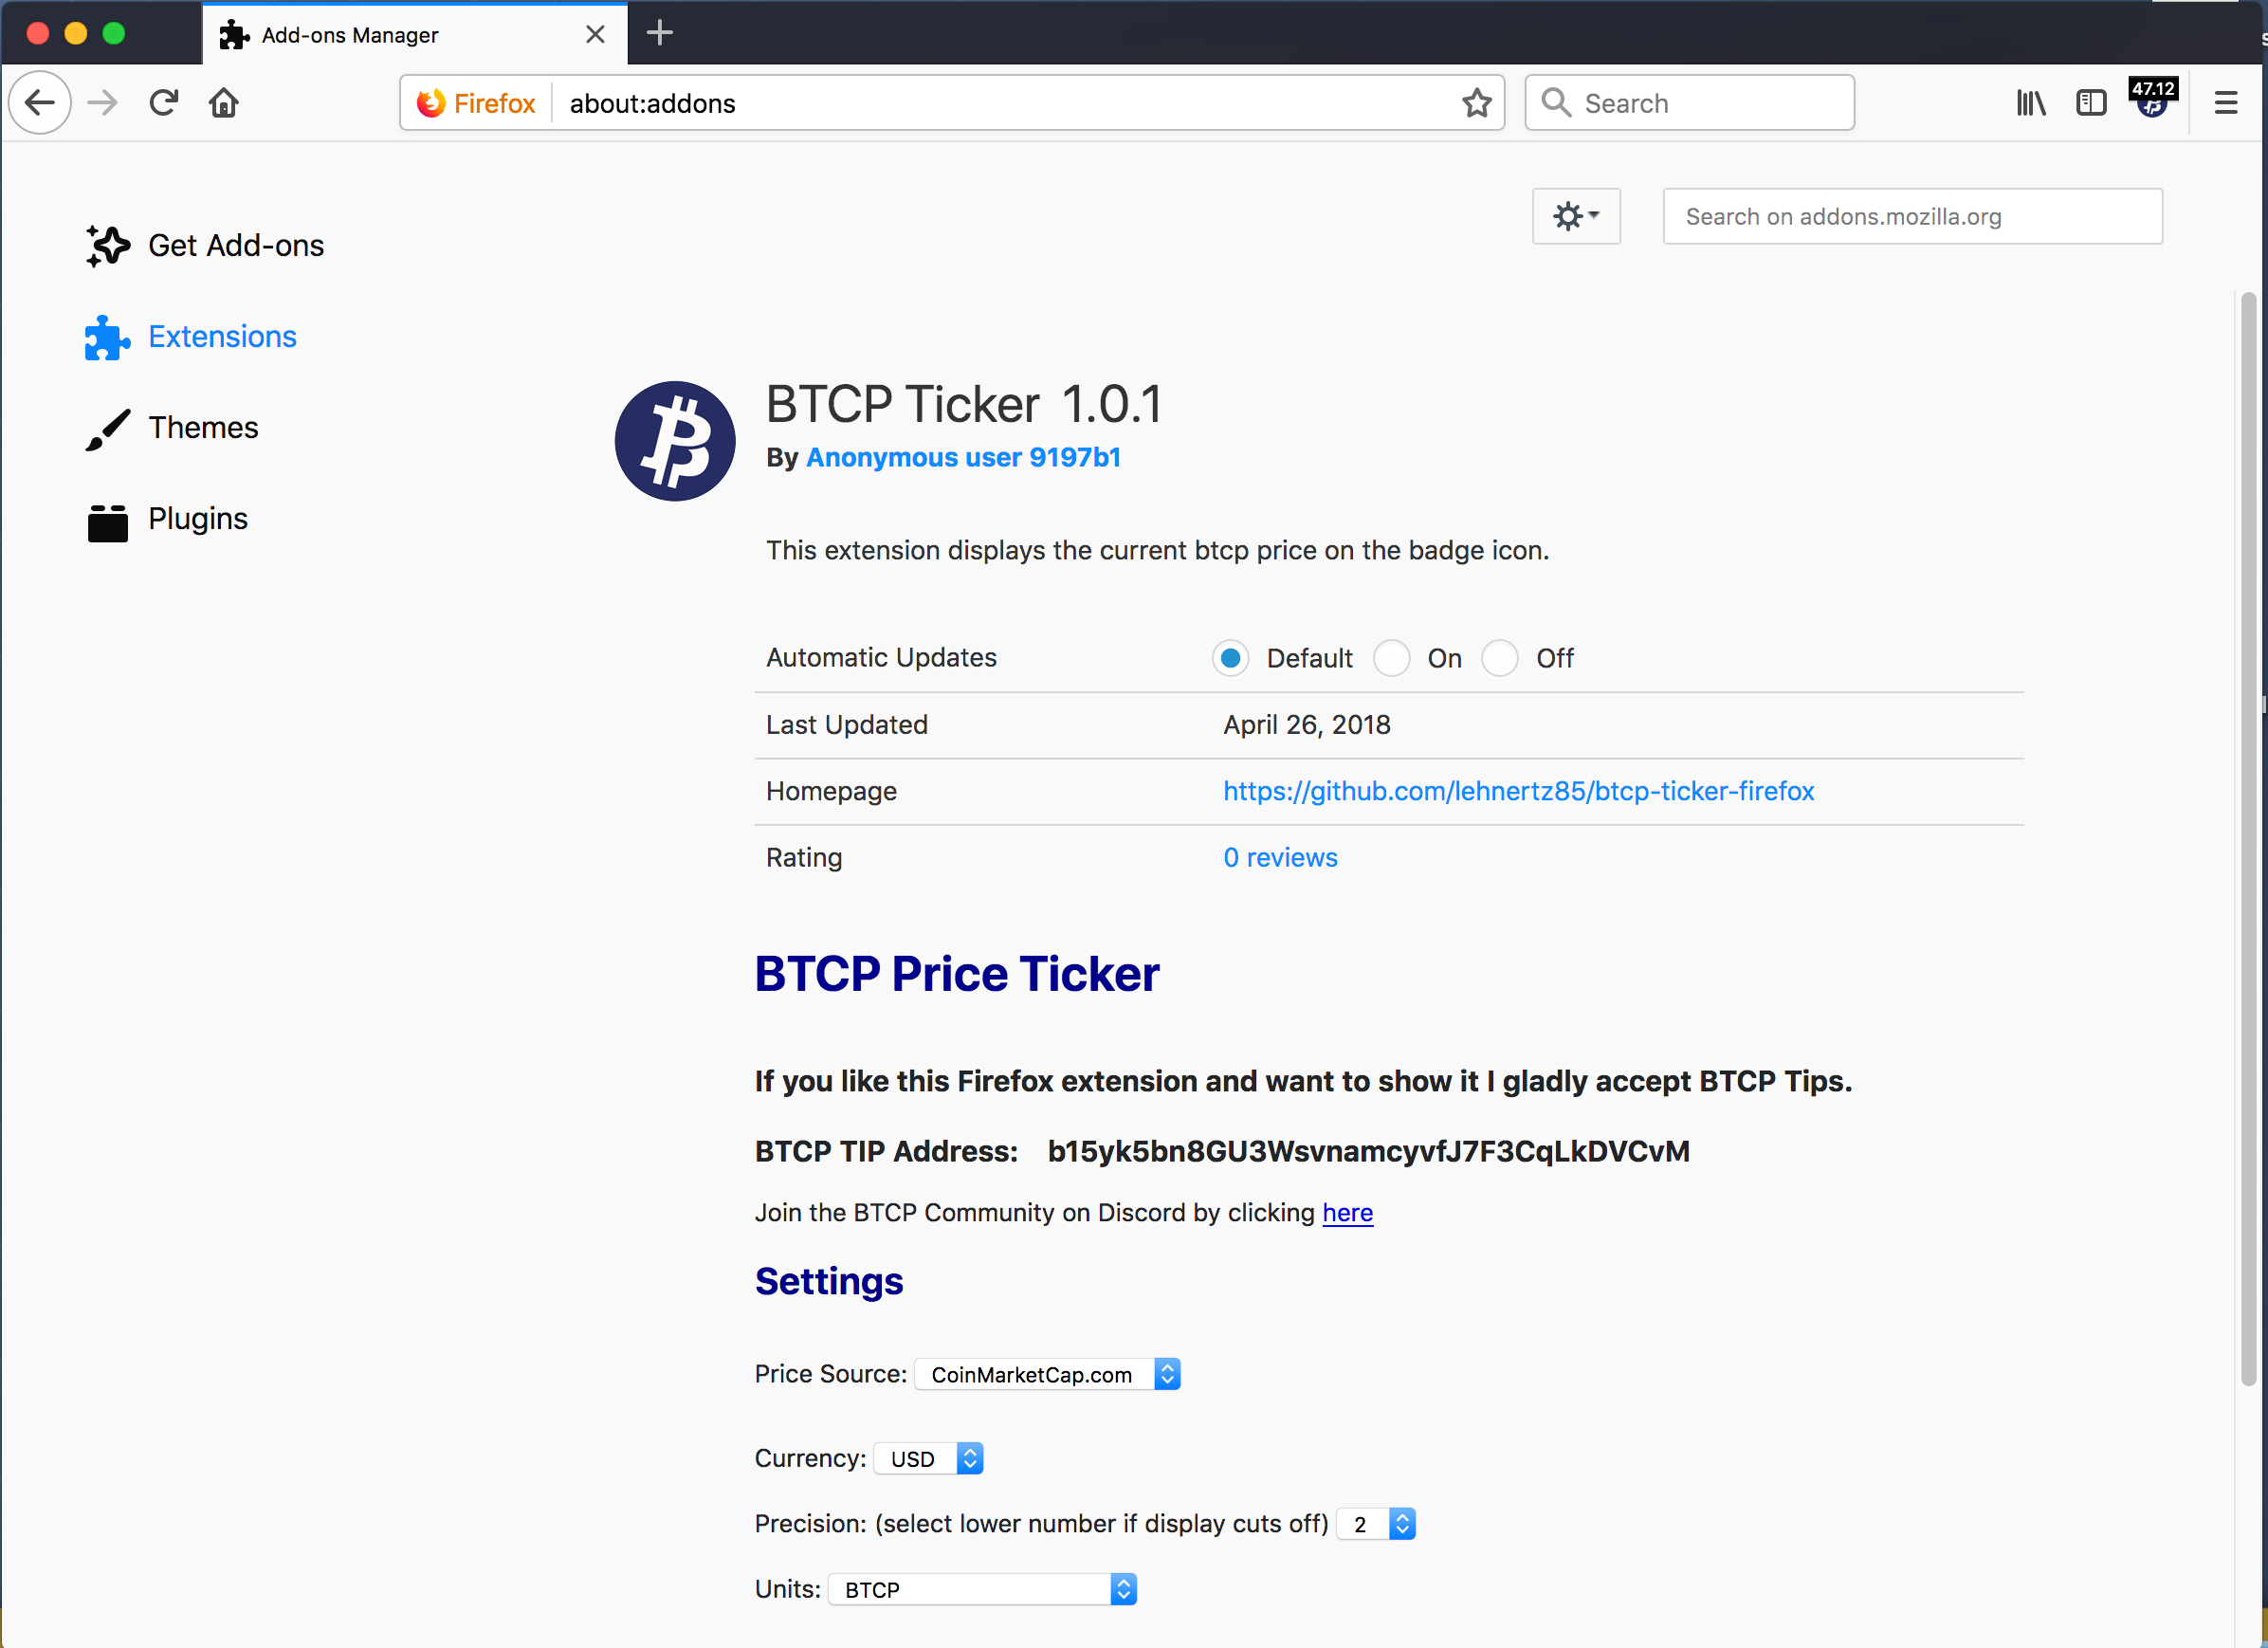 Add-ons Manager
Firefox about:addons
Search
47.12
Search on addons.mozilla.org
Get Add-ons
Extensions
Themes
Plugins
BTCP Ticker 1.0.1
By Anonymous user 9197b1
This extension displays the current btcp price on the badge icon.
Automatic Updates Default On Off
Last Updated April 26, 2018
Homepage https://github.com/lehnertz85/btcp-ticker-firefox
Rating 0 reviews
BTCP Price Ticker
If you like this Firefox extension and want to show it I gladly accept BTCP Tips.
BTCP TIP Address: b15yk5bn8GU3WsvnamcyvfJ7F3CqLkDVCvM
Join the BTCP Community on Discord by clicking here
Settings
Price Source: CoinMarketCap.com
Currency: USD
Precision: (select lower number if display cuts off) 2
Units: BTCP